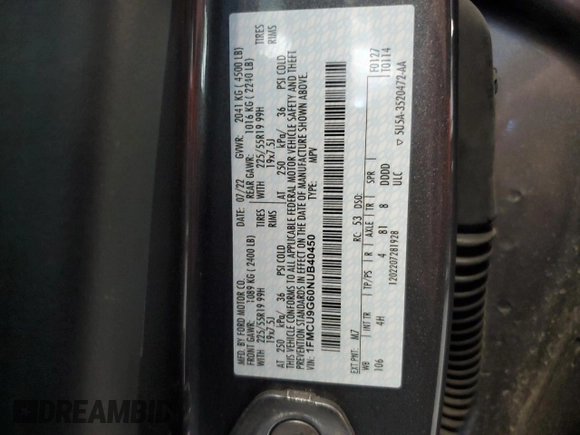 MFD. BY FORD MOTOR CO.
DATE: 07/22 GVWR: 2041 KG ( 4500 LB)
FRONT GAWR: 1089 KG ( 2400 LB) REAR GAWR: 1016 KG ( 2240 LB)
225/55R19 99H TIRES WITH 225/55R19 99H TIRES
19x7.5J RIMS 19x7.5J RIMS
AT 250 kPa/ 36 PSI COLD AT 250 kPa/ 36 PSI COLD
THIS VEHICLE CONFORMS TO ALL APPLICABLE FEDERAL MOTOR VEHICLE SAFETY AND THEFT
PREVENTION STANDARDS IN EFFECT ON THE DATE OF MANUFACTURE SHOWN ABOVE.
VIN: 1FMCU9G60NUB40450 TYPE: MPV
F0127
T0114
EXT PNT: M7 RC: 53 DSO:
WB INT TR TP/PS R AXLE TR SPR
106 4H 4 81 8 DDDD
ULC
1202207281928
5U5A-3520472-AA
DREAMBID